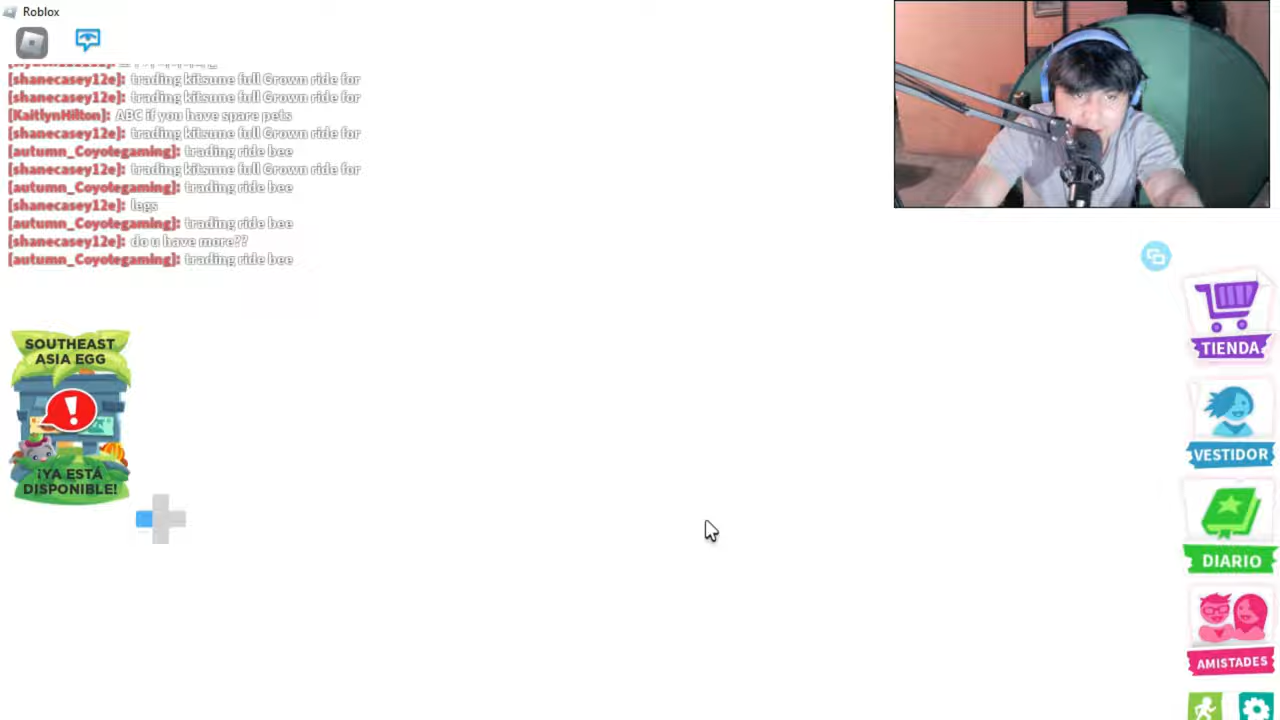 Roblox
[shanecasey12e]: trading kitsune full Grown ride for
[shanecasey12e]: trading kitsune full Grown ride for
[KaitlynHilton]: ABC if you have spare pets
[shanecasey12e]: trading kitsune full Grown ride for
[autumn_Coyotegaming]: trading ride bee
[shanecasey12e]: trading kitsune full Grown ride for
[autumn_Coyotegaming]: trading ride bee
[shanecasey12e]: legs
[autumn_Coyotegaming]: trading ride bee
[shanecasey12e]: do u have more??
[autumn_Coyotegaming]: trading ride bee
SOUTHEAST
ASIA EGG
!
¡YA ESTÁ
DISPONIBLE!
TIENDA
VESTIDOR
DIARIO
AMISTADES